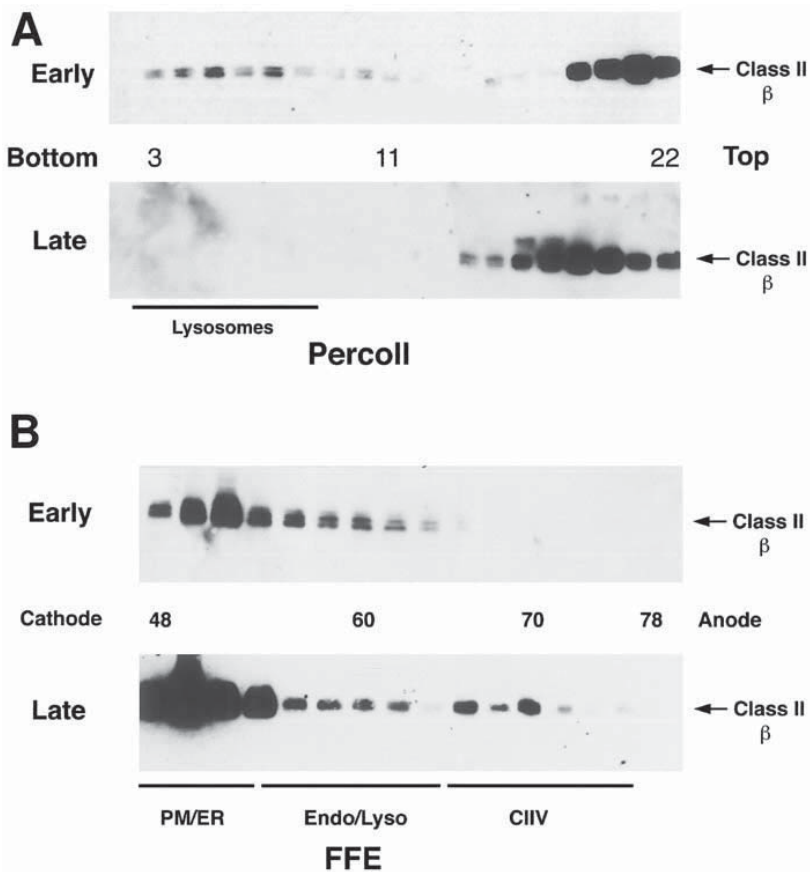 A
Early
Class II
β
Bottom 3 11 22 Top
Late
Class II
β
Lysosomes
Percoll
B
Early
Class II
β
Cathode 48 60 70 78 Anode
Late
Class II
β
PM/ER Endo/Lyso CIIV
FFE